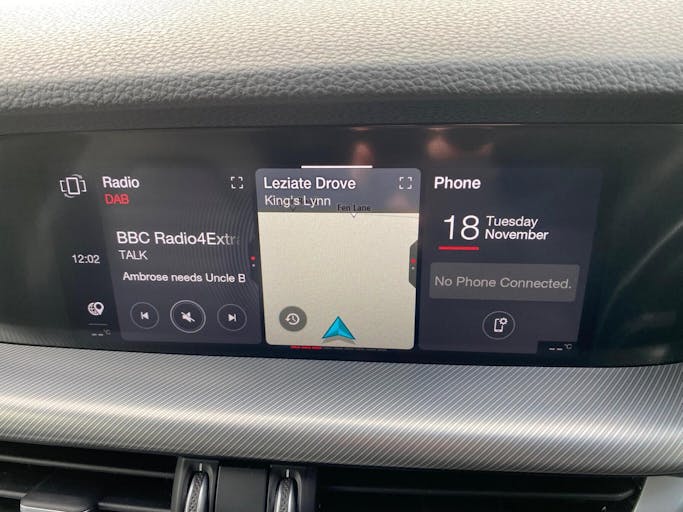 Radio
DAB
BBC Radio4Extra
TALK
Ambrose needs Uncle B
12:02
--°C
Leziate Drove
King's Lynn
Fen Lane
Phone
18 Tuesday
November
No Phone Connected.
--°C